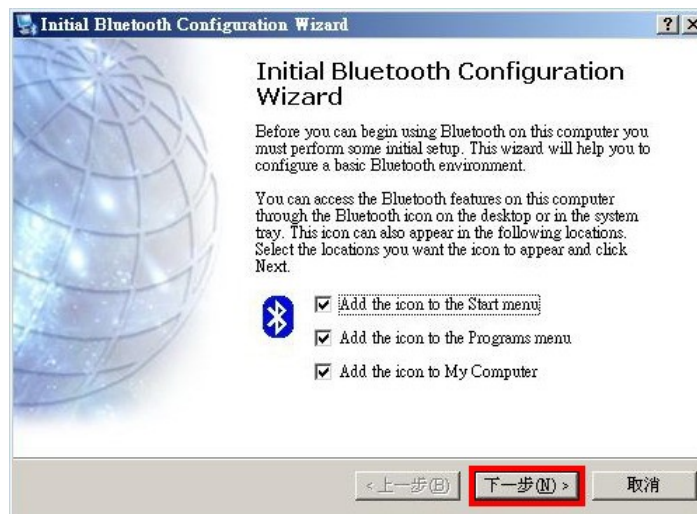 Initial Bluetooth Configuration Wizard
Initial Bluetooth Configuration
Wizard
Before you can begin using Bluetooth on this computer you
must perform some initial setup. This wizard will help you to
configure a basic Bluetooth environment.
You can access the Bluetooth features on this computer
through the Bluetooth icon on the desktop or in the system
tray. This icon can also appear in the following locations.
Select the locations you want the icon to appear and click
Next.
Add the icon to the Start menu
Add the icon to the Programs menu
Add the icon to My Computer
<上一步(B) 下一步(N) > 取消